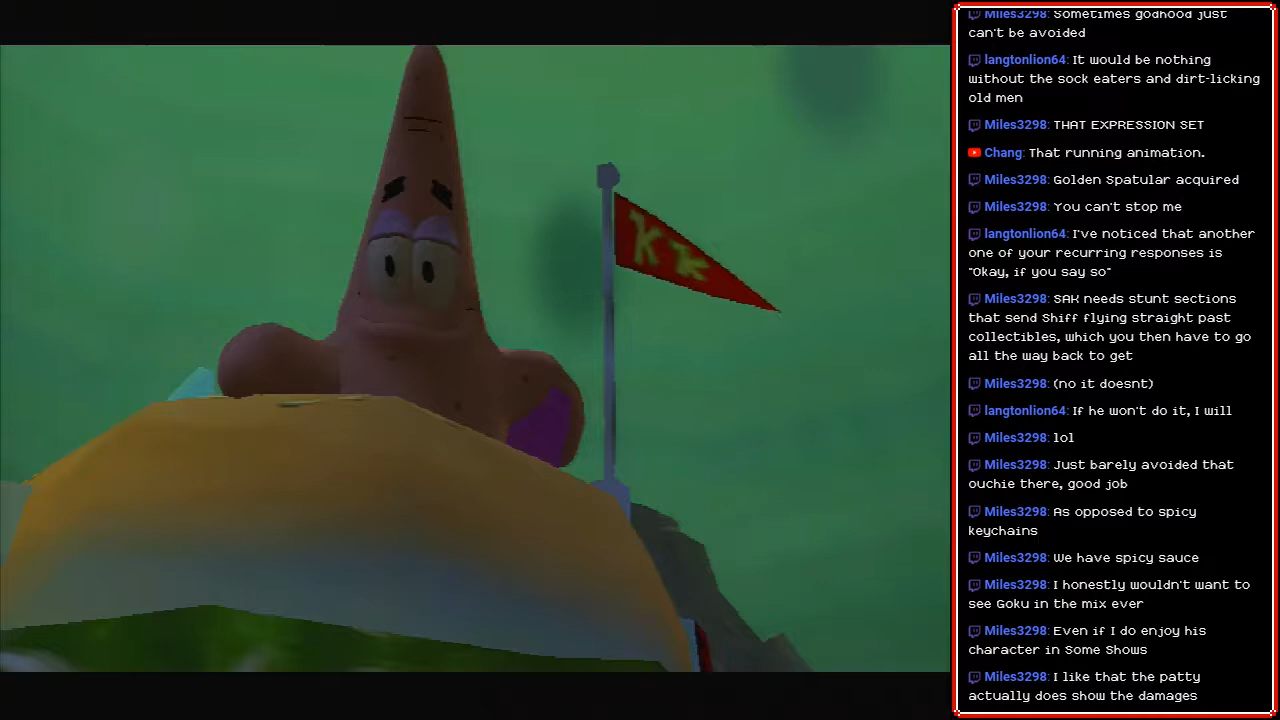 KK
Miles3298: Sometimes godhood just
can't be avoided
langtonlion64: It would be nothing
without the sock eaters and dirt-licking
old men
Miles3298: THAT EXPRESSION SET
Chang: That running animation.
Miles3298: Golden Spatular acquired
Miles3298: You can't stop me
langtonlion64: I've noticed that another
one of your recurring responses is
"Okay, if you say so"
Miles3298: SAK needs stunt sections
that send Shiff flying straight past
collectibles, which you then have to go
all the way back to get
Miles3298: (no it doesnt)
langtonlion64: If he won't do it, I will
Miles3298: lol
Miles3298: Just barely avoided that
ouchie there, good job
Miles3298: As opposed to spicy
keychains
Miles3298: We have spicy sauce
Miles3298: I honestly wouldn't want to
see Goku in the mix ever
Miles3298: Even if I do enjoy his
character in Some Shows
Miles3298: I like that the patty
actually does show the damages